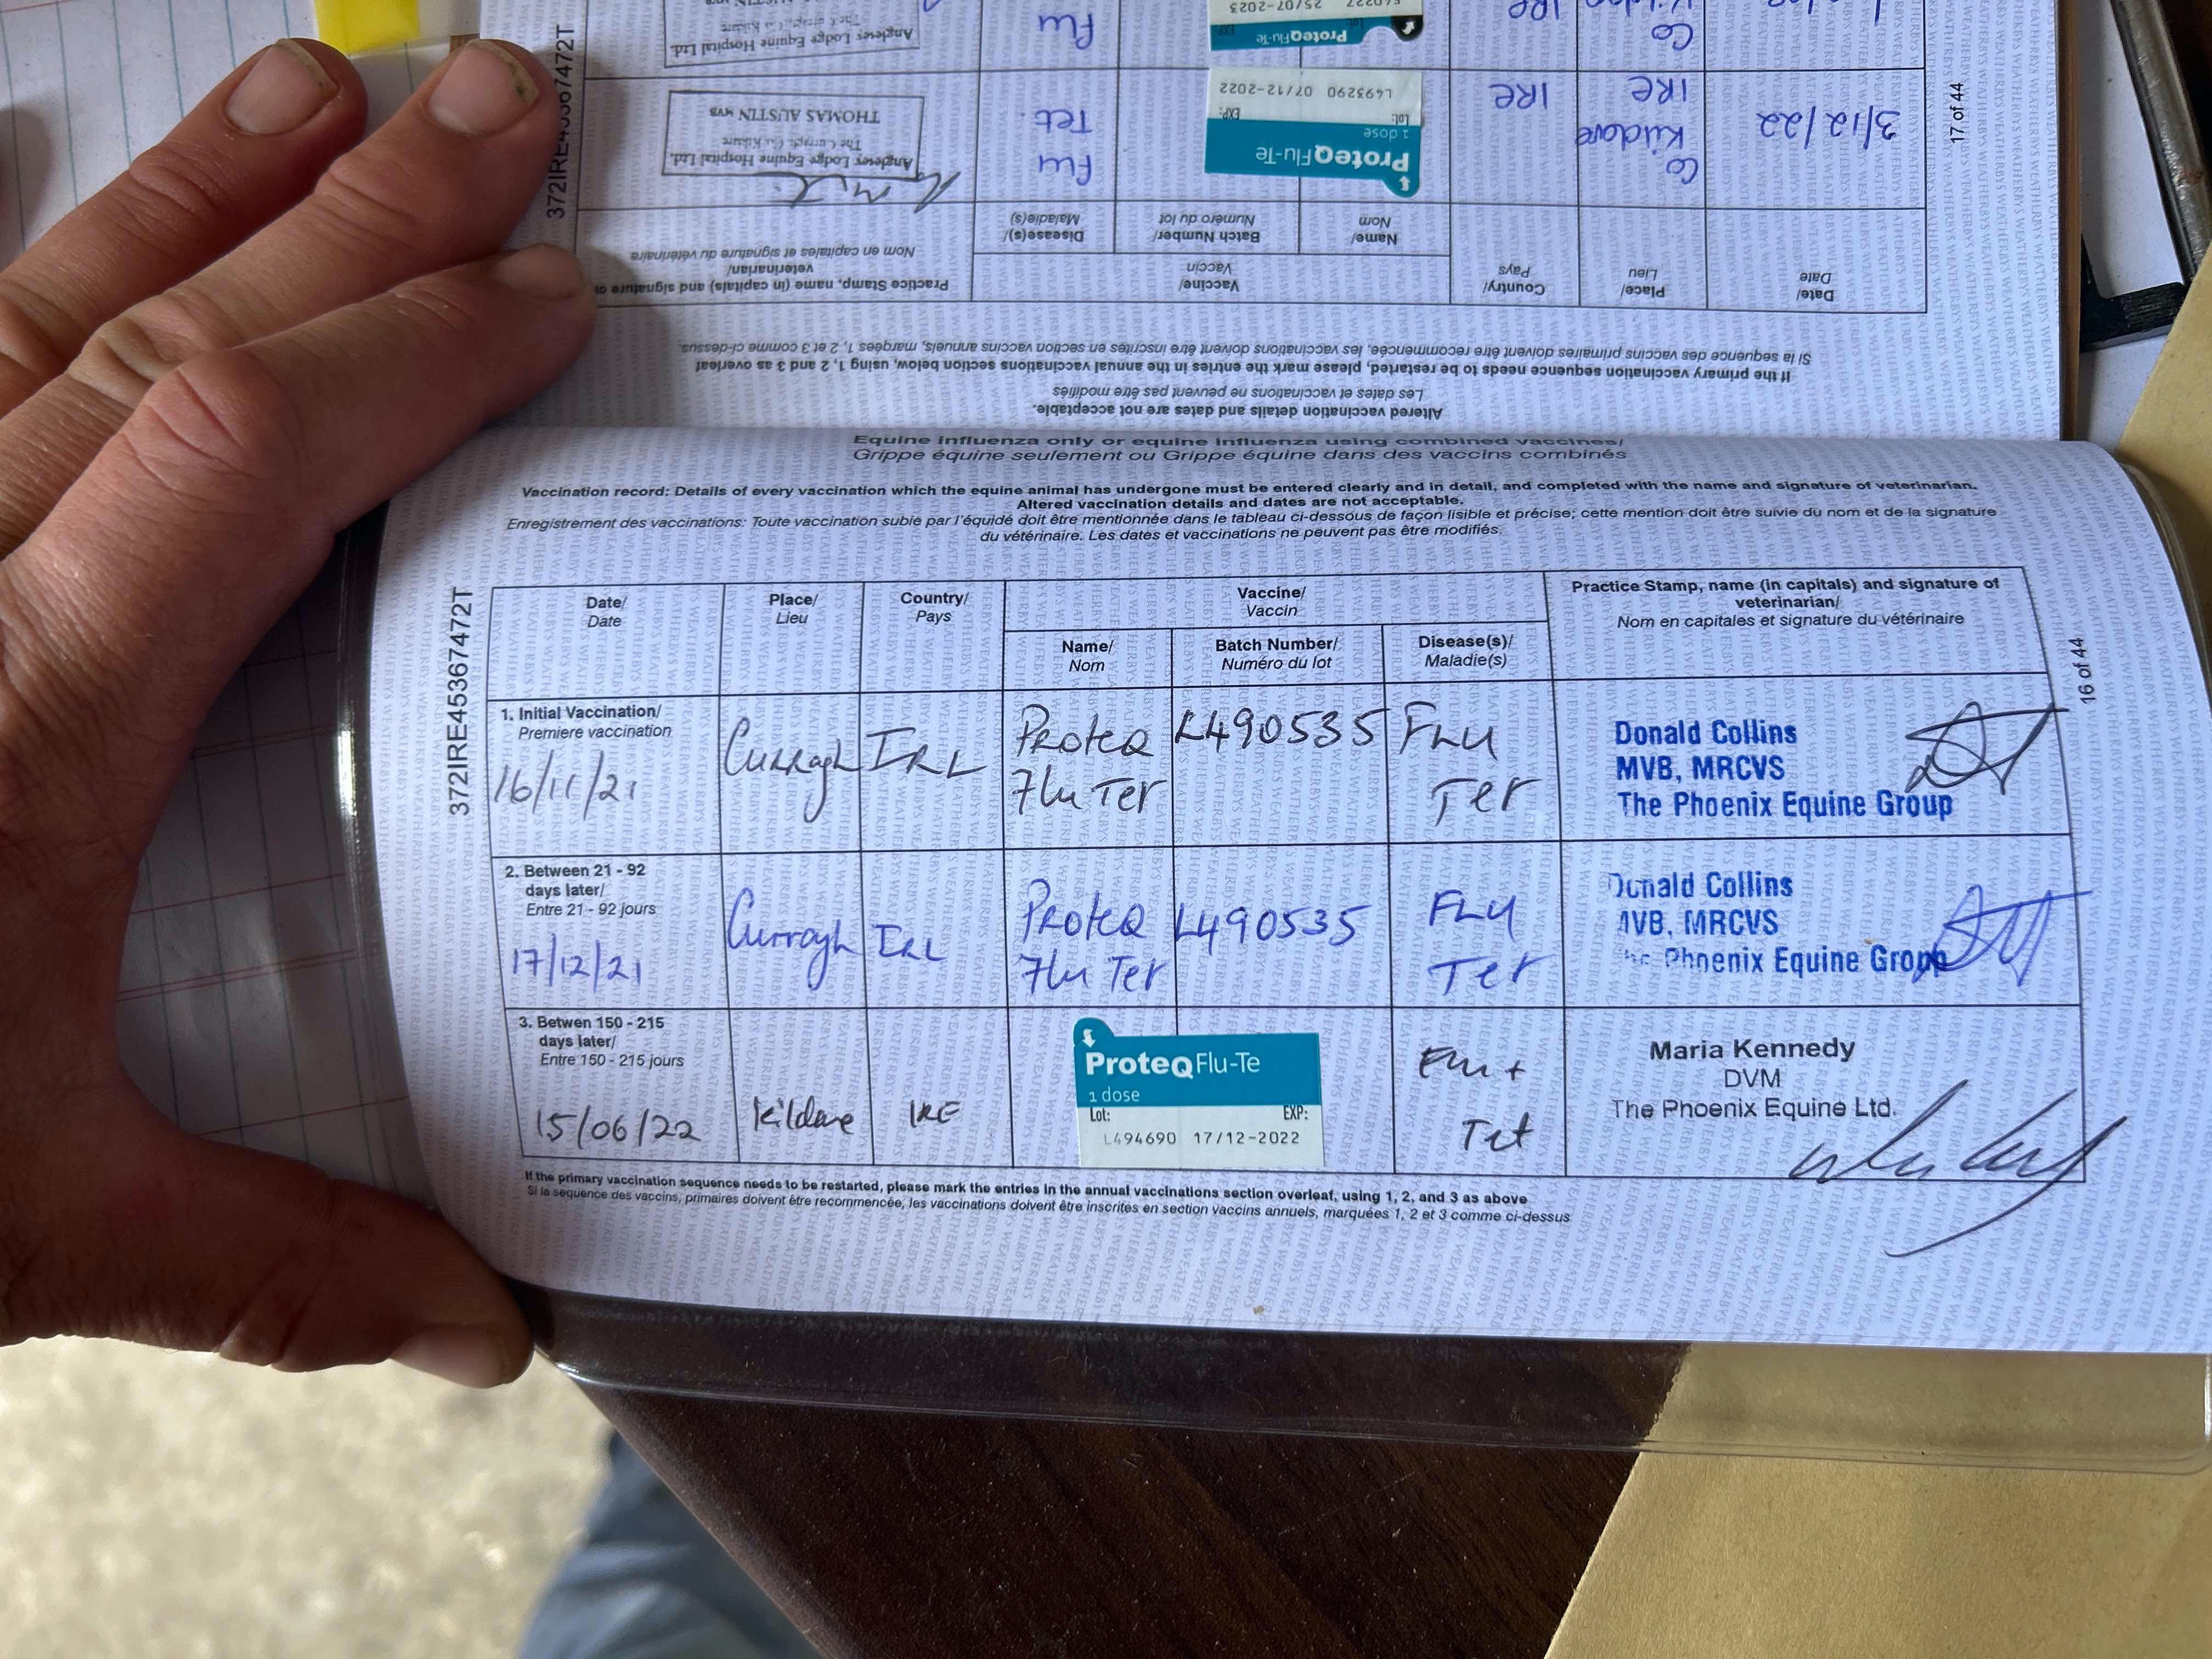 Equine influenza only or equine influenza using combined vaccines/
Grippe équine seulement ou Grippe équine dans des vaccins combinés
Vaccination record: Details of every vaccination which the equine animal has undergone must be entered clearly and in detail, and completed with the name and signature of veterinarian.
Altered vaccination details and dates are not acceptable.
Enregistrement des vaccinations: Toute vaccination subie par l'équidé doit être mentionnée dans le tableau ci-dessous de façon lisible et précise; cette mention doit être suivie du nom et de la signature
du vétérinaire. Les dates et vaccinations ne peuvent pas être modifiés.
372IRE45367472T
16 of 44
Date/
Date
Place/
Lieu
Country/
Pays
Vaccine/
Vaccin
Name/
Nom
Batch Number/
Numéro du lot
Disease(s)/
Maladie(s)
Practice Stamp, name (in capitals) and signature of
veterinarian/
Nom en capitales et signature du vétérinaire
1. Initial Vaccination/
Premiere vaccination
16/11/21
Curragh
IRL
Proteq
Flu Ter
L490535
FLU
Ter
Donald Collins
MVB, MRCVS
The Phoenix Equine Group
2. Between 21 - 92
days later/
Entre 21 - 92 jours
17/12/21
Curragh
IRL
Proteq
Flu Ter
L490535
FLU
Ter
Donald Collins
MVB, MRCVS
Phoenix Equine Group
3. Betwen 150 - 215
days later/
Entre 150 - 215 jours
15/06/22
Kildare
IRE
ProteqFlu-Te
1 dose
Lot: EXP:
L494690 17/12-2022
Flu +
Tet
Maria Kennedy
DVM
The Phoenix Equine Ltd.
If the primary vaccination sequence needs to be restarted, please mark the entries in the annual vaccinations section overleaf, using 1, 2, and 3 as above
Si la sequence des vaccins, primaires doivent être recommencée, les vaccinations doivent être inscrites en section vaccins annuels, marquées 1, 2 et 3 comme ci-dessus
Altered vaccination details and dates are not acceptable.
Les dates et vaccinations ne peuvent pas être modifiés
If the primary vaccination sequence needs to be restarted, please mark the entries in the annual vaccinations section below, using 1, 2 and 3 as overleaf
Si la sequence des vaccins primaires doivent être recommencée, les vaccinations doivent être inscrites en section vaccins annuels, marqées 1, 2 et 3 comme ci-dessus.
17 of 44
Date/
Date
Place/
Lieu
Country/
Pays
Vaccine/
Vaccin
Name/
Nom
Batch Number/
Numéro du lot
Disease(s)/
Maladie(s)
Practice Stamp, name (in capitals) and signature
veterinarian/
Nom en capitales et signature du vétérinaire
3/12/22
Co
Kildare
IRE
IRE
ProteqFlu-Te
1 dose
Lot: EXP:
L493290 07/12-2022
Flu
Tet
Anglesey Lodge Equine Hospital Ltd.
The Curragh, Co. Kildare
THOMAS AUSTIN MVB
Co
IRE
ProteqFlu-Te
EXP:
25/07-2023
Flu
Anglesey Lodge Equine Hospital Ltd.
The Curragh, Co. Kildare